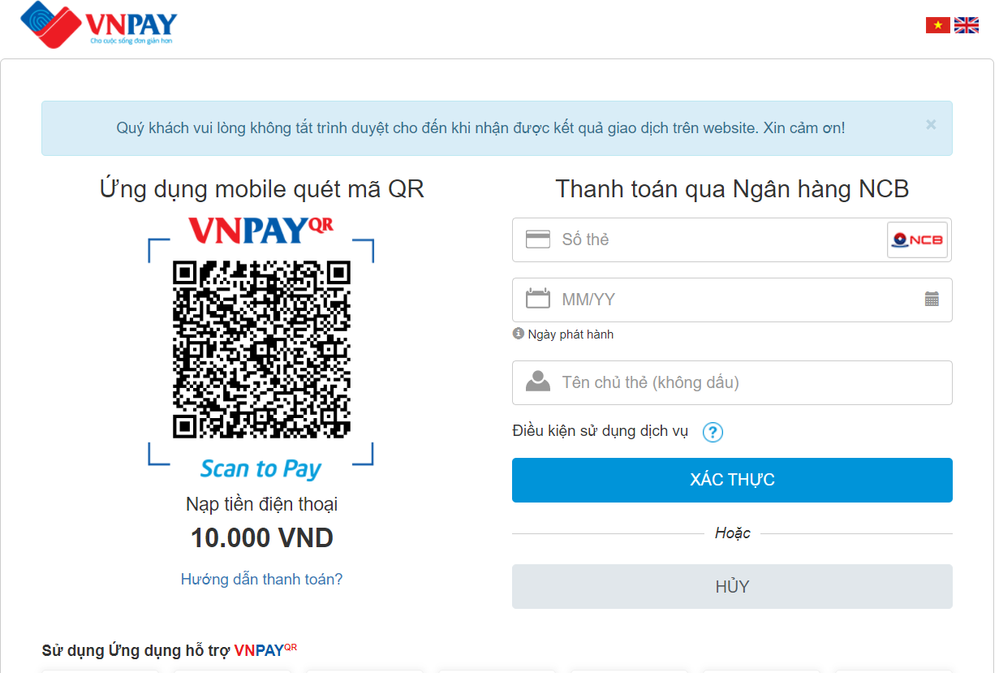 VNPAY
Cho cuộc sống đơn giản hơn
Quý khách vui lòng không tắt trình duyệt cho đến khi nhận được kết quả giao dịch trên website. Xin cảm ơn!
×
Ứng dụng mobile quét mã QR
VNPAYQR
Scan to Pay
Nạp tiền điện thoại
10.000 VND
Hướng dẫn thanh toán?
Thanh toán qua Ngân hàng NCB
Số thẻ
NCB
MM/YY
Ngày phát hành
Tên chủ thẻ (không dấu)
Điều kiện sử dụng dịch vụ ?
XÁC THỰC
Hoặc
HỦY
Sử dụng Ứng dụng hỗ trợ VNPAYQR